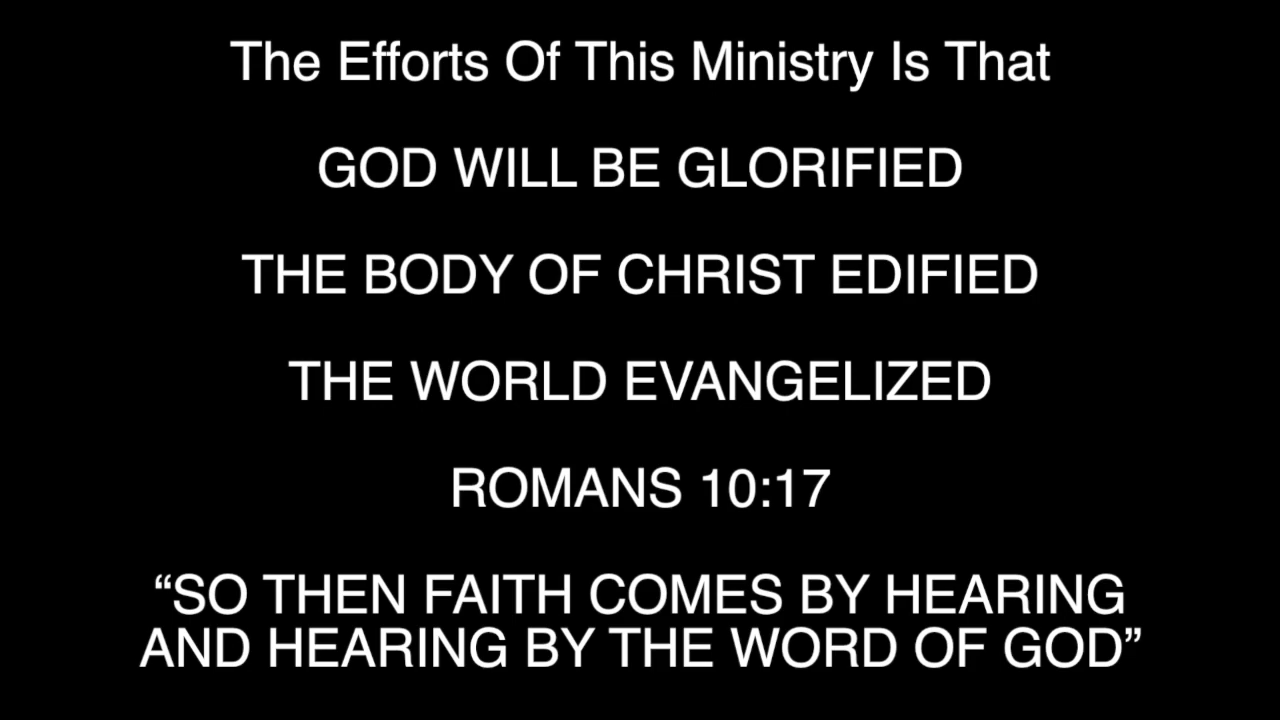 The Efforts Of This Ministry Is That
GOD WILL BE GLORIFIED
THE BODY OF CHRIST EDIFIED
THE WORLD EVANGELIZED
ROMANS 10:17
“SO THEN FAITH COMES BY HEARING
AND HEARING BY THE WORD OF GOD”